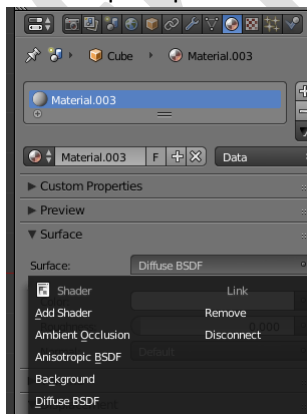 Cube Material.003
Material.003
Material.003 F Data
Custom Properties
Preview
Surface
Surface: Diffuse BSDF
Shader Link
Add Shader Remove
Ambient Occlusion Disconnect
Anisotropic BSDF
Background
Diffuse BSDF